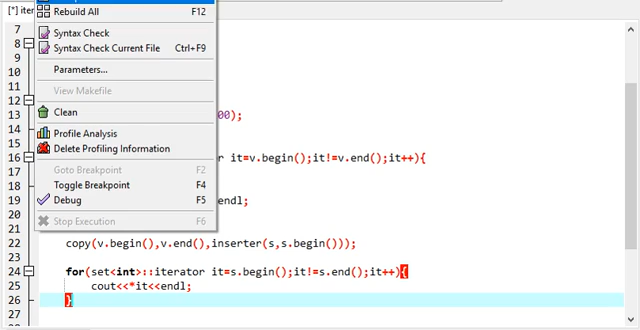 [*] iter
Rebuild All F12
Syntax Check
Syntax Check Current File Ctrl+F9
Parameters...
View Makefile
Clean
Profile Analysis
Delete Profiling Information
Goto Breakpoint F2
Toggle Breakpoint F4
Debug F5
Stop Execution F6
7
8
9
10
11
12
13 00);
14
15
16 r it=v.begin();it!=v.end();it++){
17
18
19 endl;
20
21
22 copy(v.begin(),v.end(),inserter(s,s.begin()));
23
24 for(set<int>::iterator it=s.begin();it!=s.end();it++){
25 cout<<*it<<endl;
26 }